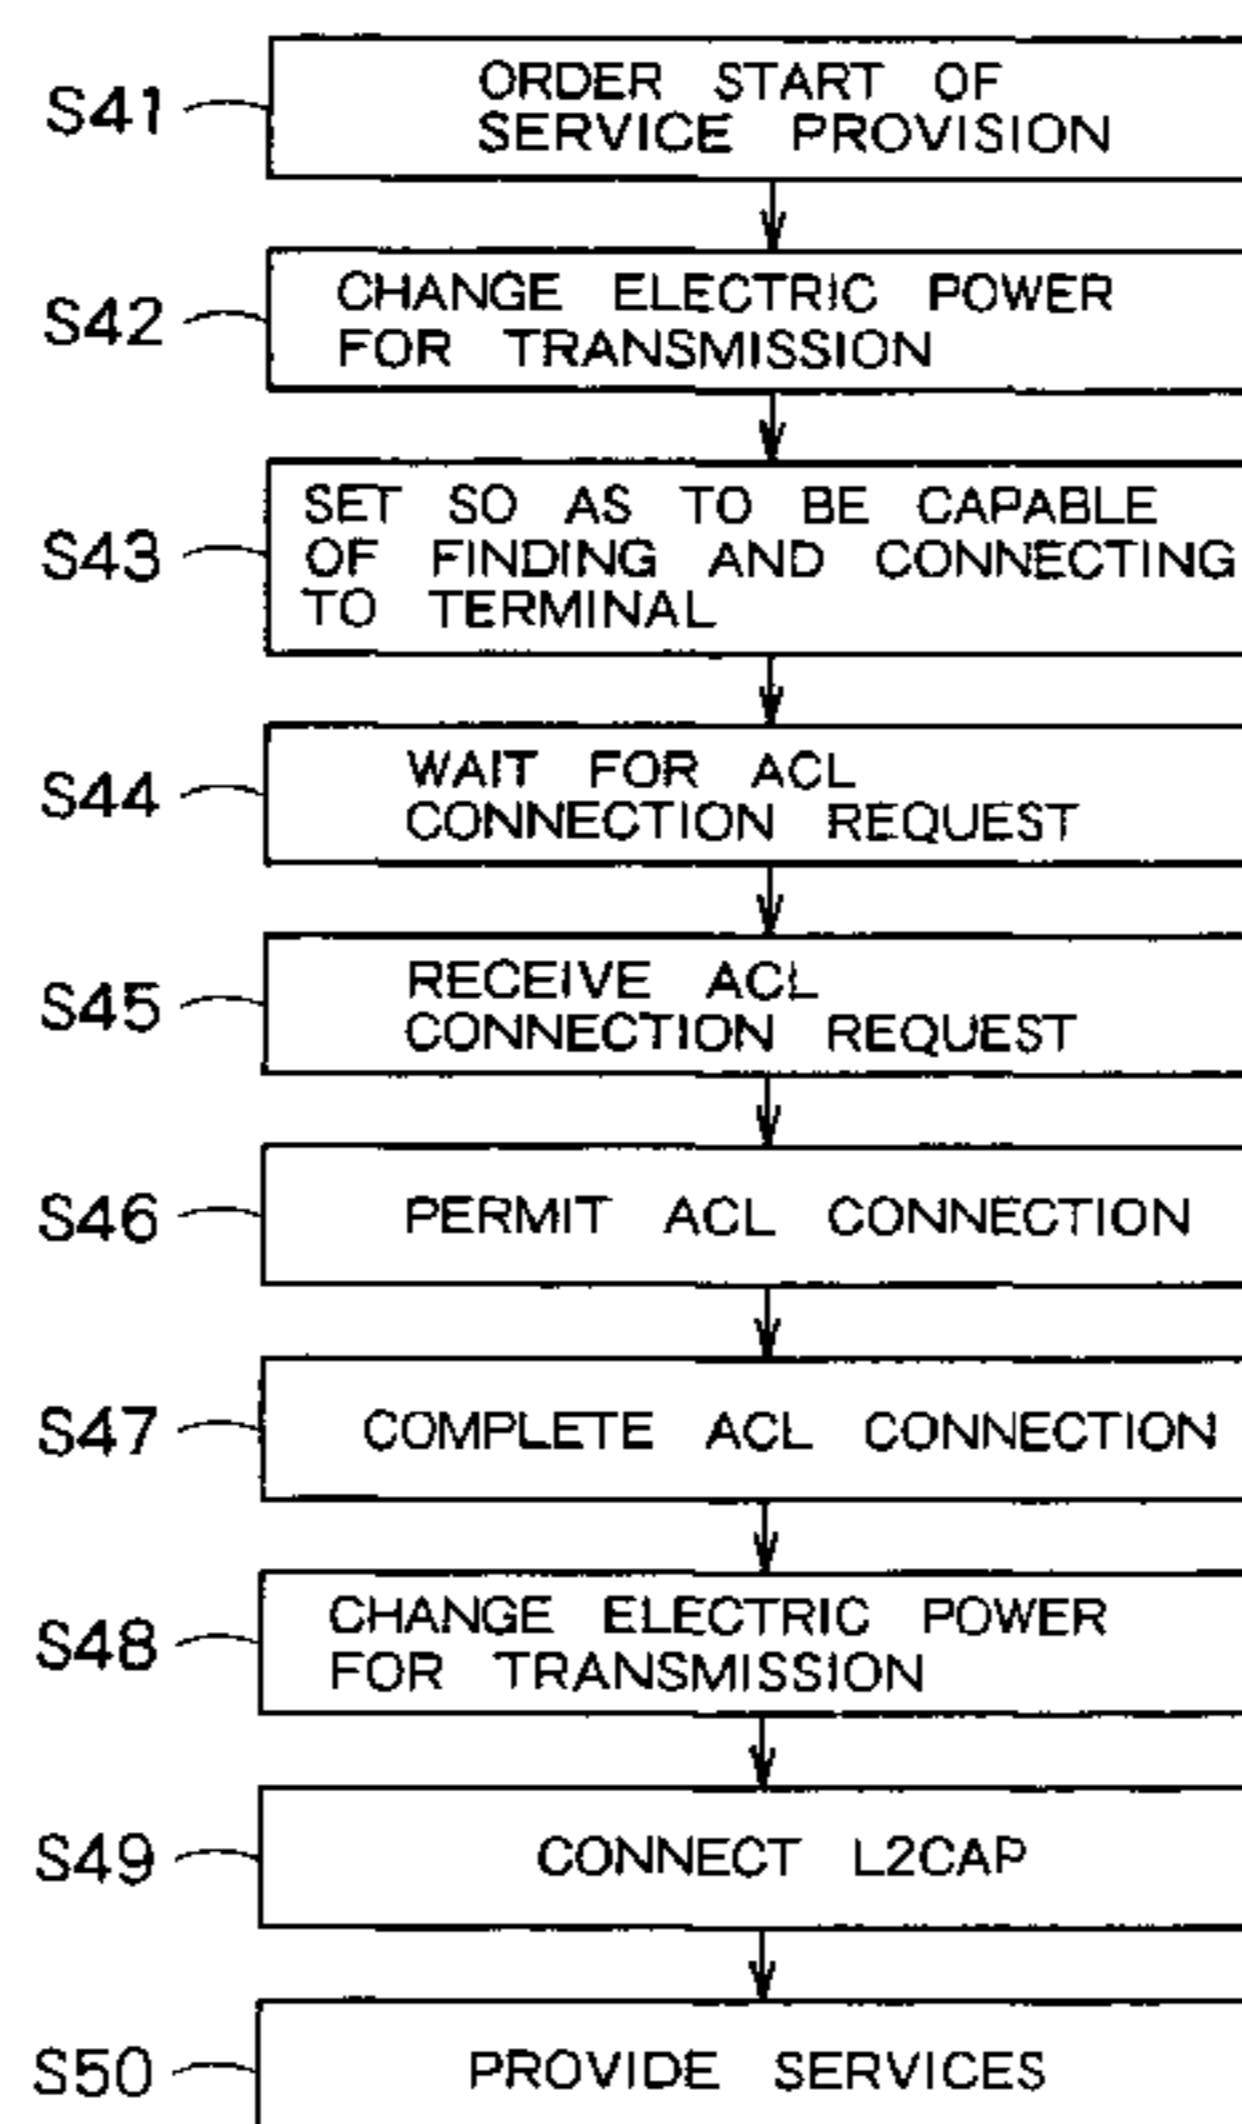 S41
ORDER START OF
SERVICE PROVISION
S42
CHANGE ELECTRIC POWER
FOR TRANSMISSION
S43
SET SO AS TO BE CAPABLE
OF FINDING AND CONNECTING
TO TERMINAL
S44
WAIT FOR ACL
CONNECTION REQUEST
S45
RECEIVE ACL
CONNECTION REQUEST
S46
PERMIT ACL CONNECTION
S47
COMPLETE ACL CONNECTION
S48
CHANGE ELECTRIC POWER
FOR TRANSMISSION
S49
CONNECT L2CAP
S50
PROVIDE SERVICES